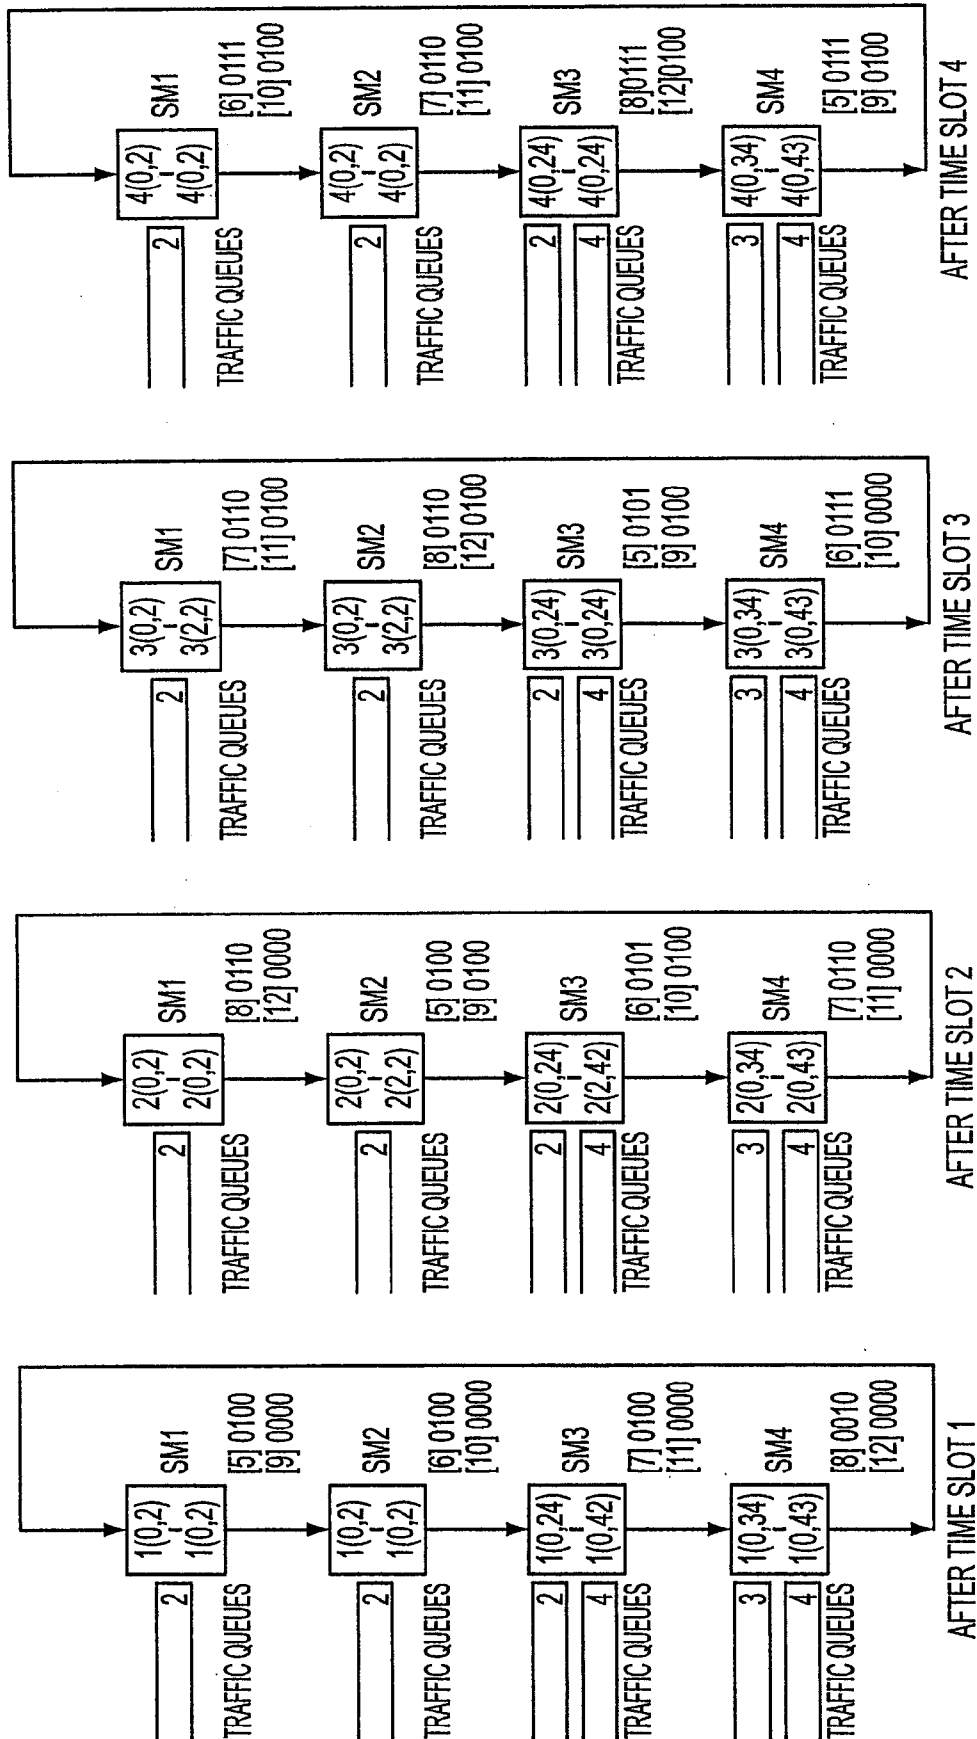 SM1
4(0,2)
4(0,2)
[6] 0111
[10] 0100
2
TRAFFIC QUEUES
SM2
4(0,2)
4(0,2)
[7] 0110
[11] 0100
2
TRAFFIC QUEUES
SM3
4(0,24)
4(0,24)
[8]0111
[12]0100
2
4
TRAFFIC QUEUES
SM4
4(0,34)
4(0,43)
[5] 0111
[9] 0100
3
4
TRAFFIC QUEUES
AFTER TIME SLOT 4
SM1
3(0,2)
3(2,2)
[7] 0110
[11] 0100
2
TRAFFIC QUEUES
SM2
3(0,2)
3(2,2)
[8] 0110
[12] 0100
2
TRAFFIC QUEUES
SM3
3(0,24)
3(0,24)
[5] 0101
[9] 0100
2
4
TRAFFIC QUEUES
SM4
3(0,34)
3(0,43)
[6] 0111
[10] 0000
3
4
TRAFFIC QUEUES
AFTER TIME SLOT 3
SM1
2(0,2)
2(0,2)
[8] 0110
[12] 0000
2
TRAFFIC QUEUES
SM2
2(0,2)
2(2,2)
[5] 0100
[9] 0100
2
TRAFFIC QUEUES
SM3
2(0,24)
2(2,42)
[6] 0101
[10] 0100
2
4
TRAFFIC QUEUES
SM4
2(0,34)
2(0,43)
[7] 0110
[11] 0000
3
4
TRAFFIC QUEUES
AFTER TIME SLOT 2
SM1
1(0,2)
1(0,2)
[5] 0100
[9] 0000
2
TRAFFIC QUEUES
SM2
1(0,2)
1(0,2)
[6] 0100
[10] 0000
2
TRAFFIC QUEUES
SM3
1(0,24)
1(0,42)
[7] 0100
[11] 0000
2
4
TRAFFIC QUEUES
SM4
1(0,34)
1(0,43)
[8] 0010
[12] 0000
3
4
TRAFFIC QUEUES
AFTER TIME SLOT 1